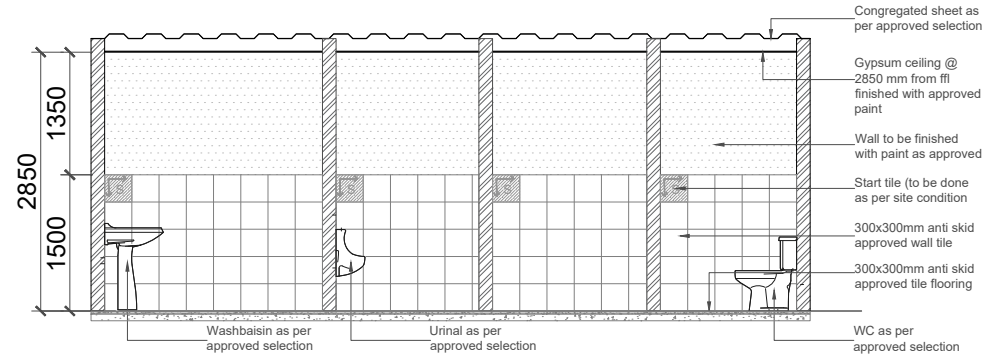 Congregated sheet as
per approved selection
Gypsum ceiling @
2850 mm from ffl
finished with approved
paint
Wall to be finished
with paint as approved
Start tile (to be done
as per site condition
300x300mm anti skid
approved wall tile
300x300mm anti skid
approved tile flooring
WC as per
approved selection
Urinal as per
approved selection
Washbaisin as per
approved selection
2850
1350
1500
S
S
S
S